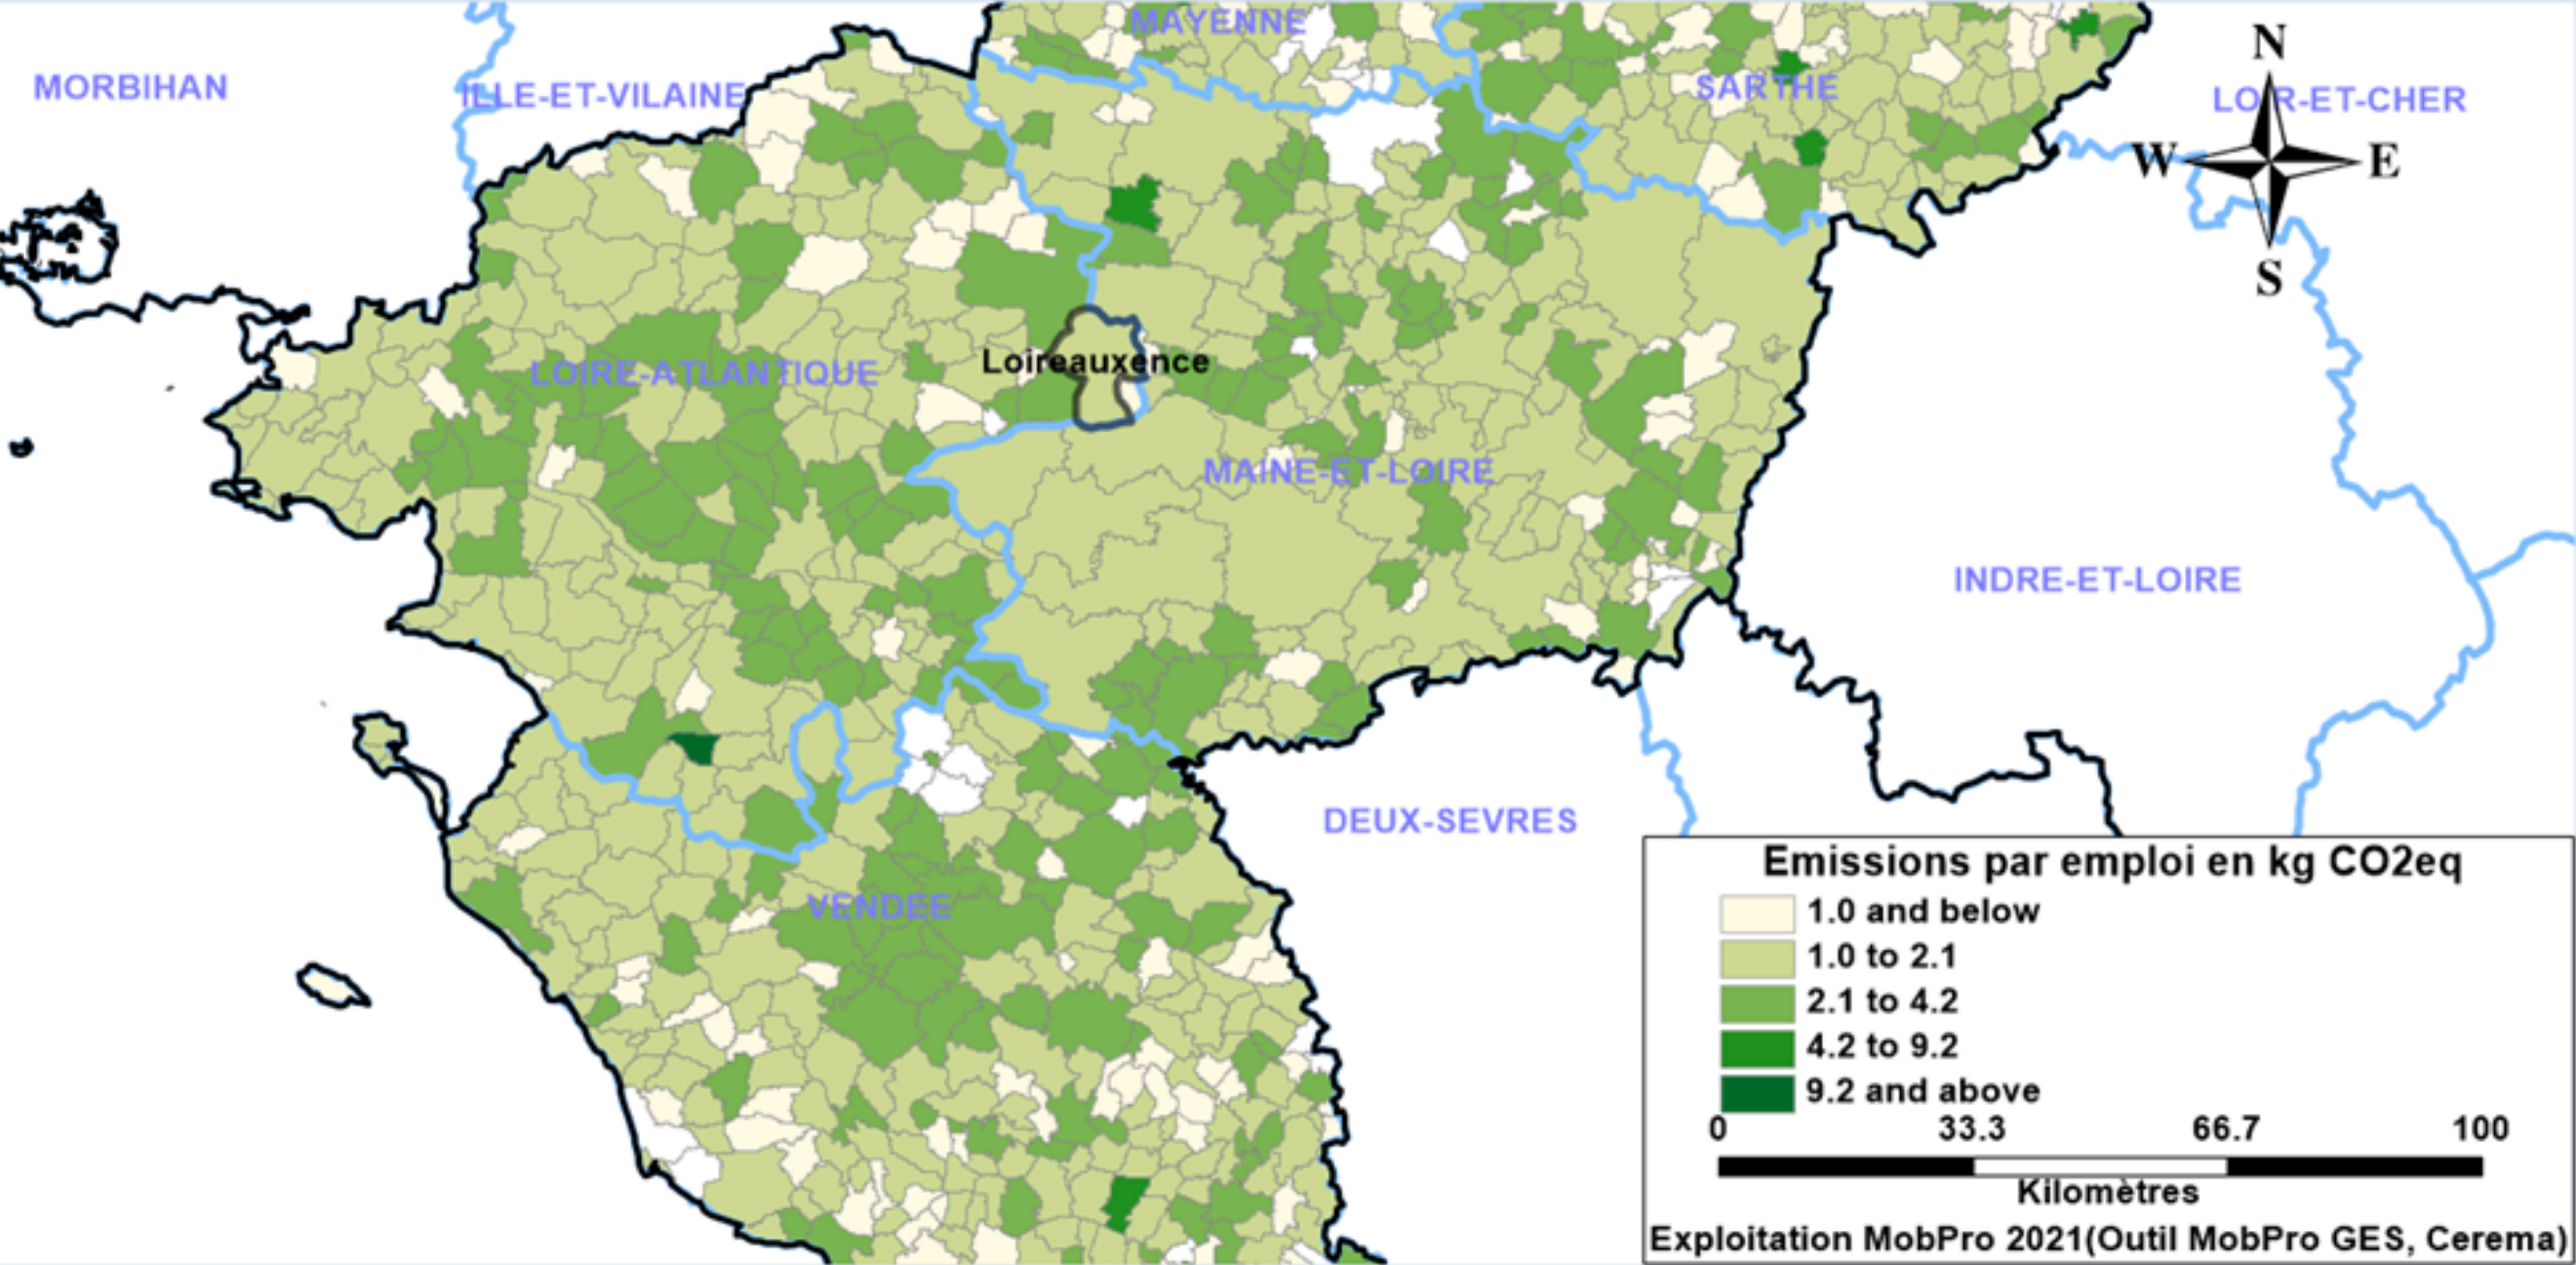 MAYENNE
N
MORBIHAN
ILLE-ET-VILAINE
SARTHE
LOIR-ET-CHER
W
E
S
Loireauxence
LOIRE-ATLANTIQUE
MAINE-ET-LOIRE
INDRE-ET-LOIRE
DEUX-SEVRES
VENDEE
Emissions par emploi en kg CO2eq
1.0 and below
1.0 to 2.1
2.1 to 4.2
4.2 to 9.2
9.2 and above
0 33.3 66.7 100
Kilomètres
Exploitation MobPro 2021(Outil MobPro GES, Cerema)